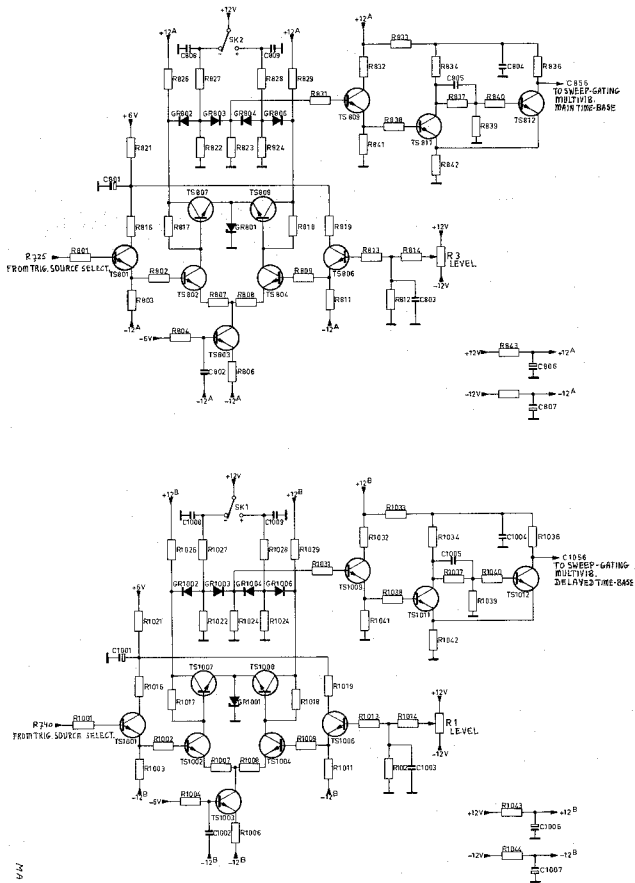 +12V
+12A
C808
SK2
C809
+12A
R826
R827
R828
R829
+12A
R833
R832
R834
C804
R836
C805
C856
TO SWEEP-GATING
MULTIVIB.
MAIN TIME-BASE
R831
TS809
R837
R840
TS812
R838
TS811
R839
R841
R842
GR802
GR803
GR804
GR806
R822
R823
R924
+6V
R821
C801
TS807
TS808
GR801
R816
R817
R818
R819
R725
FROM TRIG. SOURCE SELECT.
R801
TS801
R802
TS802
TS804
R809
TS806
R813
R814
+12V
R3
LEVEL
-12V
R803
R807
R808
R811
R812
C803
-12A
-12A
-6V
R804
TS803
C802
R806
-12A
-12A
+12V
R843
+12A
C806
-12V
-12A
C807
+12V
+12B
C1008
SK1
C1009
+12B
R1026
R1027
R1028
R1029
+12B
R1033
R1032
R1034
C1004
R1036
C1005
C1056
TO SWEEP-GATING
MULTIVIB.
DELAYED TIME-BASE
R1031
TS1009
R1037
R1040
TS1012
R1038
TS1011
R1039
R1041
R1042
GR1002
GR1003
GR1004
GR1006
R1022
R1024
R1024
+6V
R1021
C1001
TS1007
TS1008
GR1001
R1016
R1017
R1018
R1019
R740
FROM TRIG. SOURCE SELECT.
R1001
TS1001
R1002
TS1002
TS1004
R1009
TS1006
R1013
R1014
+12V
R1
LEVEL
-12V
R1003
R1007
R1008
R1011
C1003
-12B
-12B
-6V
R1004
TS1003
C1002
R1006
-12B
-12B
+12V
R1043
+12B
C1006
-12V
R1044
-12B
C1007
MA